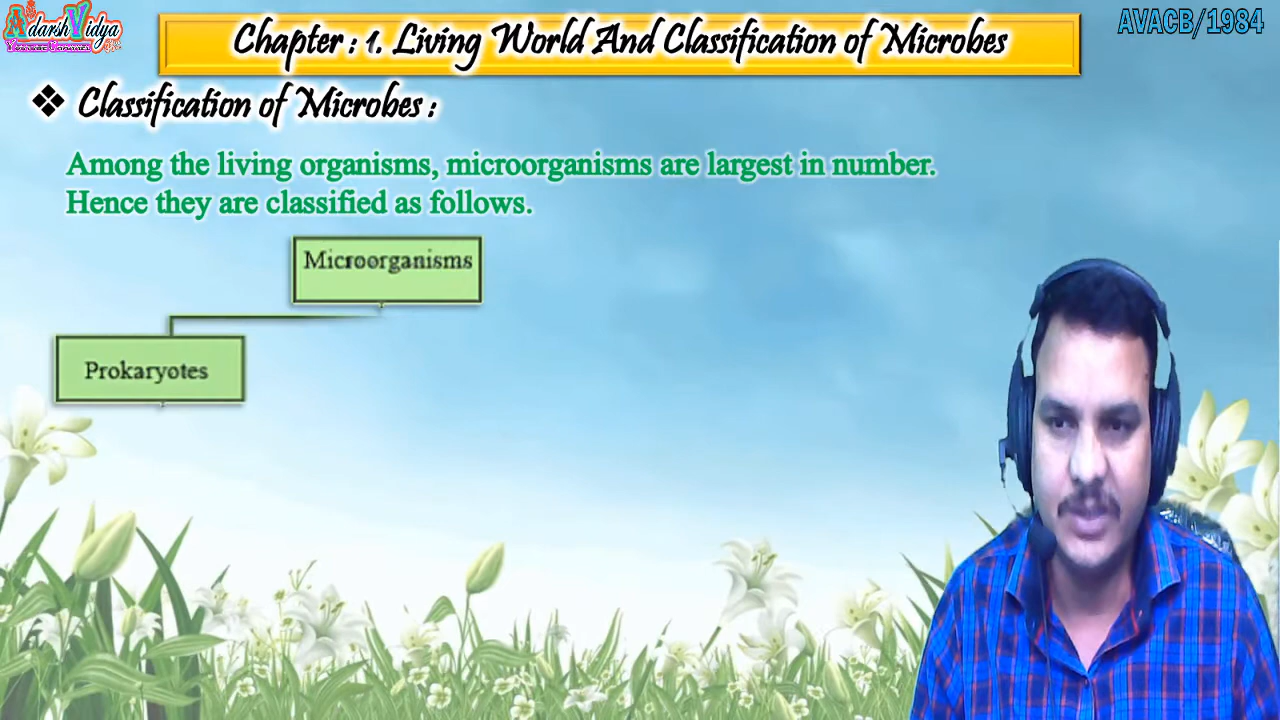 AdarshVidya
AVACB/1984
Chapter : 1. Living World And Classification of Microbes
❖ Classification of Microbes :
Among the living organisms, microorganisms are largest in number.
Hence they are classified as follows.
Microorganisms
Prokaryotes